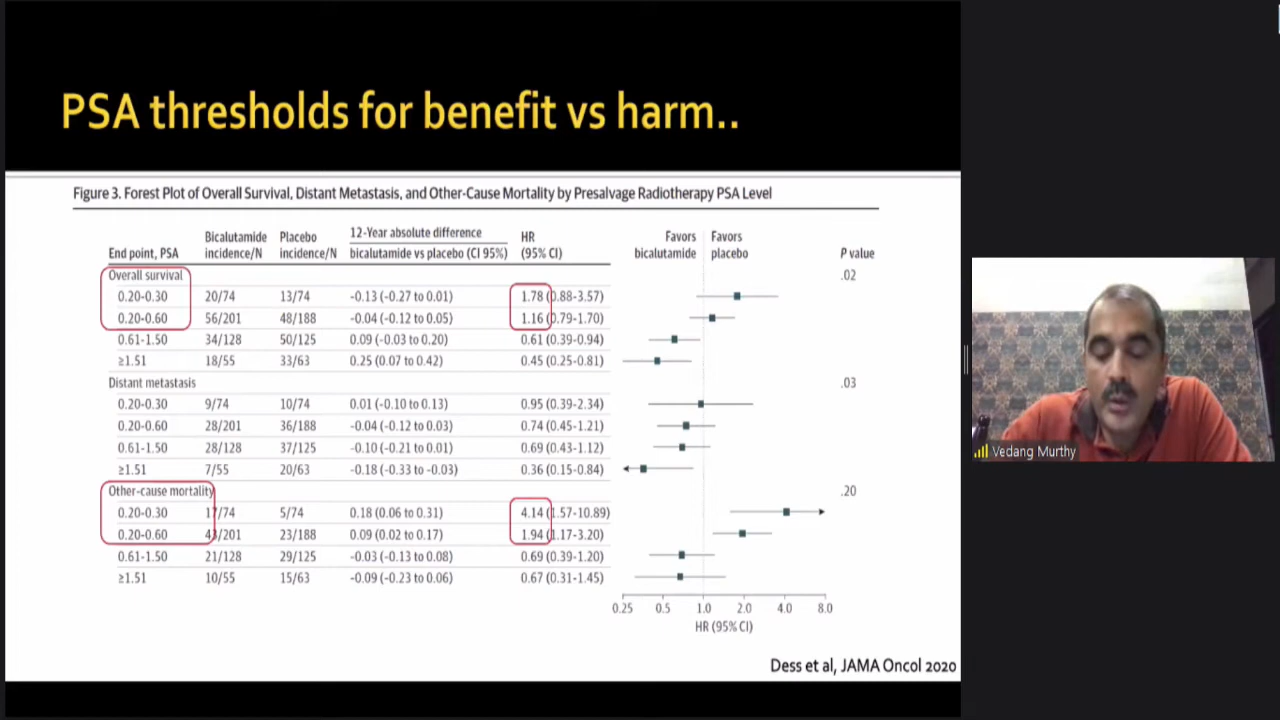 PSA thresholds for benefit vs harm..
Figure 3. Forest Plot of Overall Survival, Distant Metastasis, and Other-Cause Mortality by Presalvage Radiotherapy PSA Level
End point, PSA Bicalutamide incidence/N Placebo incidence/N 12-Year absolute difference bicalutamide vs placebo (CI 95%) HR (95% CI) Favors bicalutamide Favors placebo P value
Overall survival .02
0.20-0.30 20/74 13/74 -0.13 (-0.27 to 0.01) 1.78 (0.88-3.57)
0.20-0.60 56/201 48/188 -0.04 (-0.12 to 0.05) 1.16 (0.79-1.70)
0.61-1.50 34/128 50/125 0.09 (-0.03 to 0.20) 0.61 (0.39-0.94)
≥1.51 18/55 33/63 0.25 (0.07 to 0.42) 0.45 (0.25-0.81)
Distant metastasis .03
0.20-0.30 9/74 10/74 0.01 (-0.10 to 0.13) 0.95 (0.39-2.34)
0.20-0.60 28/201 36/188 -0.04 (-0.12 to 0.03) 0.74 (0.45-1.21)
0.61-1.50 28/128 37/125 -0.10 (-0.21 to 0.01) 0.69 (0.43-1.12)
≥1.51 7/55 20/63 -0.18 (-0.33 to -0.03) 0.36 (0.15-0.84)
Other-cause mortality .20
0.20-0.30 17/74 5/74 0.18 (0.06 to 0.31) 4.14 (1.57-10.89)
0.20-0.60 43/201 23/188 0.09 (0.02 to 0.17) 1.94 (1.17-3.20)
0.61-1.50 21/128 29/125 -0.03 (-0.13 to 0.08) 0.69 (0.39-1.20)
≥1.51 10/55 15/63 -0.09 (-0.23 to 0.06) 0.67 (0.31-1.45)
0.25 0.5 1.0 2.0 4.0 8.0
HR (95% CI)
Dess et al, JAMA Oncol 2020
Vedang Murthy